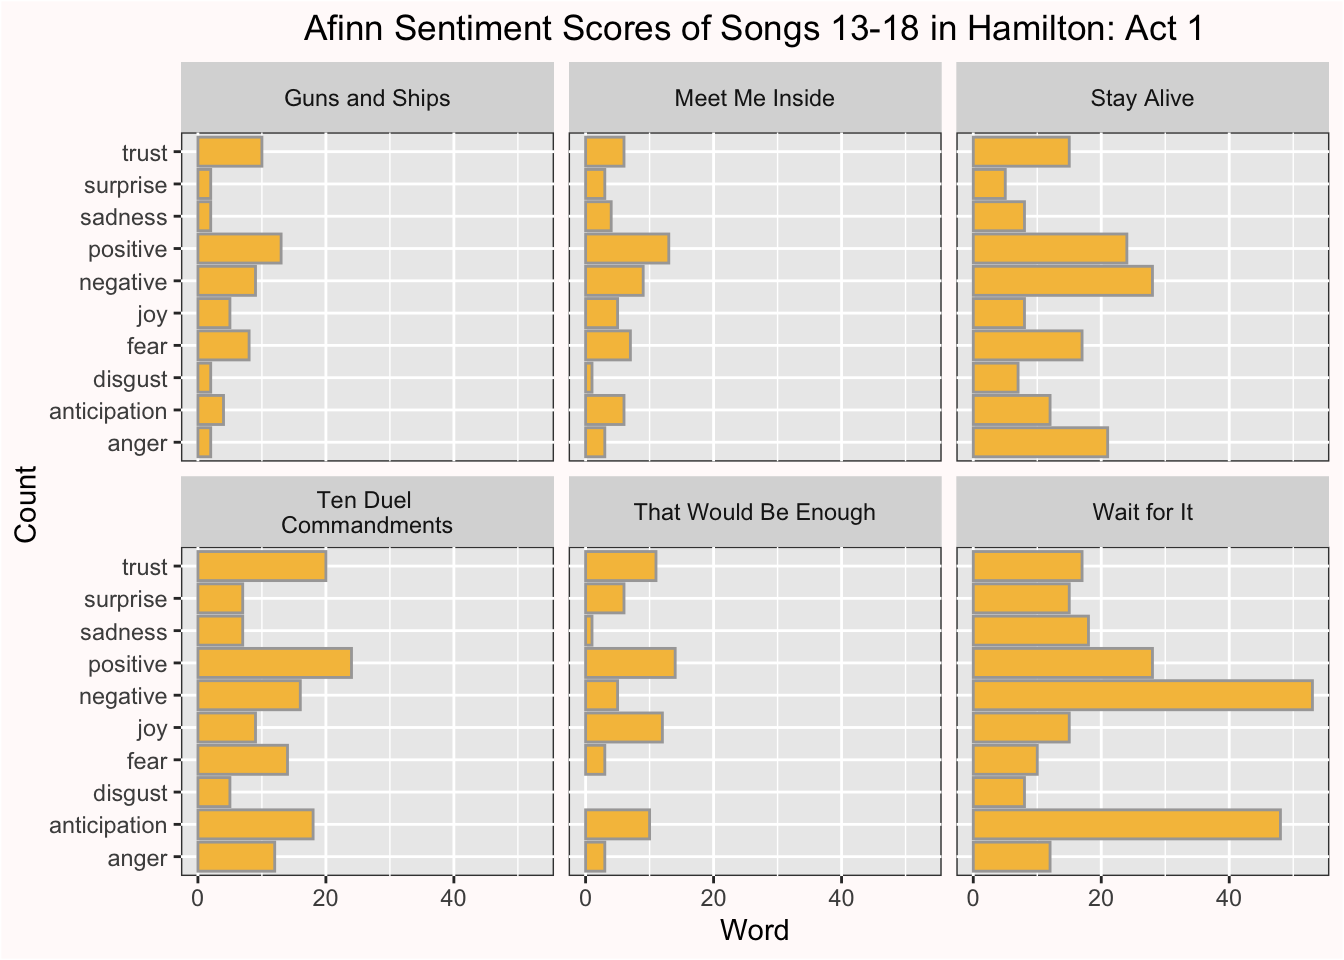 Afinn Sentiment Scores of Songs 13-18 in Hamilton: Act 1
Guns and Ships
Meet Me Inside
Stay Alive
trust
surprise
sadness
positive
negative
joy
fear
disgust
anticipation
anger
Count
Ten Duel
Commandments
That Would Be Enough
Wait for It
trust
surprise
sadness
positive
negative
joy
fear
disgust
anticipation
anger
0 20 40 0 20 40 0 20 40
Word